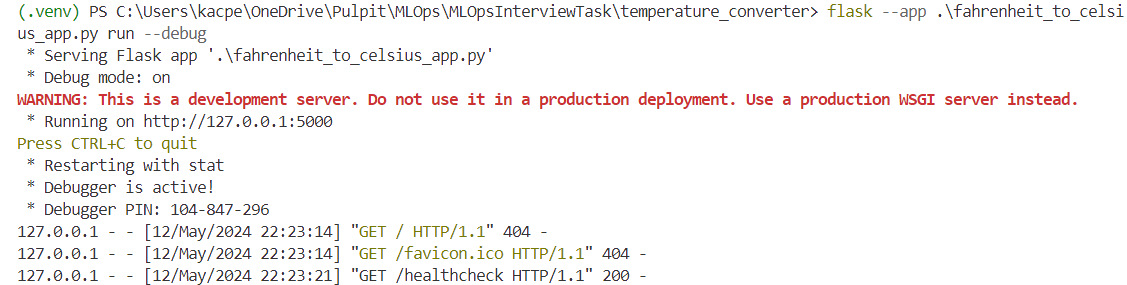 (.venv) PS C:\Users\kacpe\OneDrive\Pulpit\MLOps\MLOpsInterviewTask\temperature_converter> flask --app .\fahrenheit_to_celsi
us_app.py run --debug
 * Serving Flask app '.\fahrenheit_to_celsius_app.py'
 * Debug mode: on
WARNING: This is a development server. Do not use it in a production deployment. Use a production WSGI server instead.
 * Running on http://127.0.0.1:5000
Press CTRL+C to quit
 * Restarting with stat
 * Debugger is active!
 * Debugger PIN: 104-847-296
127.0.0.1 - - [12/May/2024 22:23:14] "GET / HTTP/1.1" 404 -
127.0.0.1 - - [12/May/2024 22:23:14] "GET /favicon.ico HTTP/1.1" 404 -
127.0.0.1 - - [12/May/2024 22:23:21] "GET /healthcheck HTTP/1.1" 200 -